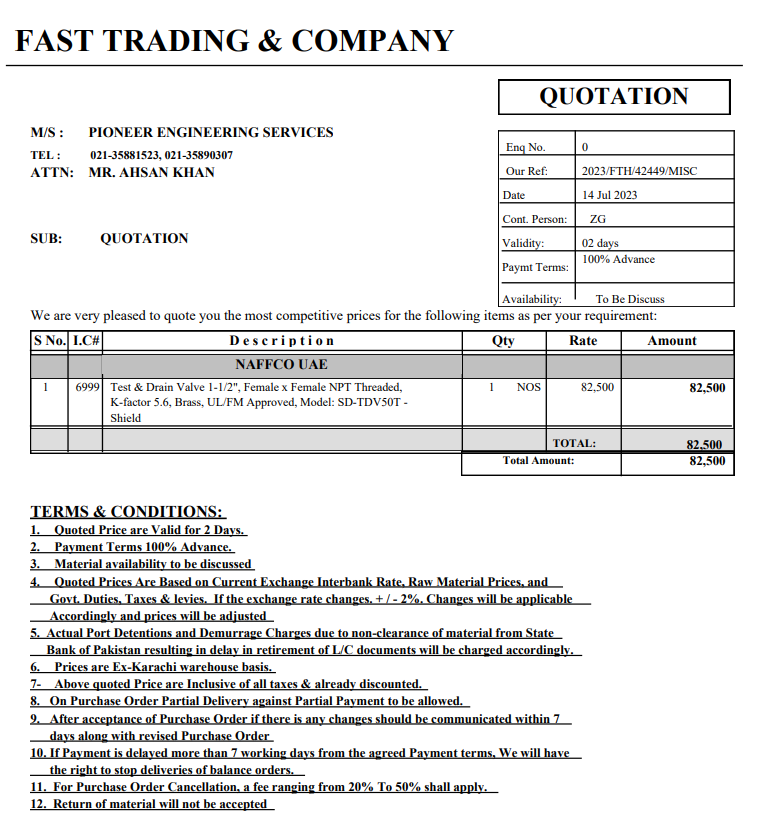 FAST TRADING & COMPANY
QUOTATION
M/S : PIONEER ENGINEERING SERVICES
TEL : 021-35881523, 021-35890307
ATTN: MR. AHSAN KHAN
SUB: QUOTATION
Enq No. 0
Our Ref: 2023/FTH/42449/MISC
Date 14 Jul 2023
Cont. Person: ZG
Validity: 02 days
Paymt Terms: 100% Advance
Availability: To Be Discuss
We are very pleased to quote you the most competitive prices for the following items as per your requirement:
S No. I.C# Description Qty Rate Amount
NAFFCO UAE
1 6999 Test & Drain Valve 1-1/2", Female x Female NPT Threaded, 1 NOS 82,500 82,500
K-factor 5.6, Brass, UL/FM Approved, Model: SD-TDV50T -
Shield
TOTAL: 82,500
Total Amount: 82,500
TERMS & CONDITIONS:
1. Quoted Price are Valid for 2 Days.
2. Payment Terms 100% Advance.
3. Material availability to be discussed
4. Quoted Prices Are Based on Current Exchange Interbank Rate, Raw Material Prices, and
Govt. Duties, Taxes & levies. If the exchange rate changes. + / - 2%. Changes will be applicable
Accordingly and prices will be adjusted
5. Actual Port Detentions and Demurrage Charges due to non-clearance of material from State
Bank of Pakistan resulting in delay in retirement of L/C documents will be charged accordingly.
6. Prices are Ex-Karachi warehouse basis.
7- Above quoted Price are Inclusive of all taxes & already discounted.
8. On Purchase Order Partial Delivery against Partial Payment to be allowed.
9. After acceptance of Purchase Order if there is any changes should be communicated within 7
days along with revised Purchase Order
10. If Payment is delayed more than 7 working days from the agreed Payment terms, We will have
the right to stop deliveries of balance orders.
11. For Purchase Order Cancellation, a fee ranging from 20% To 50% shall apply.
12. Return of material will not be accepted